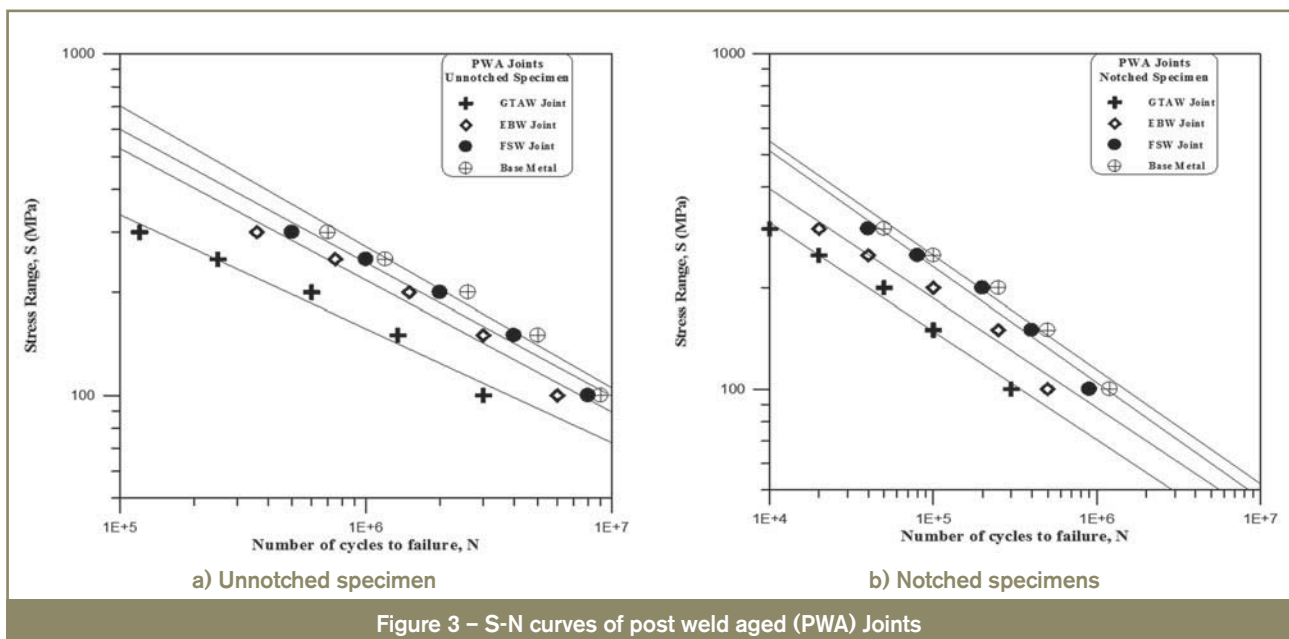 1000
100
Stress Range, S (MPa)
PWA Joints
Unnotched Specimen
GTAW Joint
EBW Joint
FSW Joint
Base Metal
1E+5
1E+6
1E+7
Number of cycles to failure, N
a) Unnotched specimen
1000
100
Stress Range, S (MPa)
PWA Joints
Notched Specimen
GTAW Joint
EBW Joint
FSW Joint
Base Metal
1E+4
1E+5
1E+6
1E+7
Number of cycles to failure, N
b) Notched specimens
Figure 3 – S-N curves of post weld aged (PWA) Joints